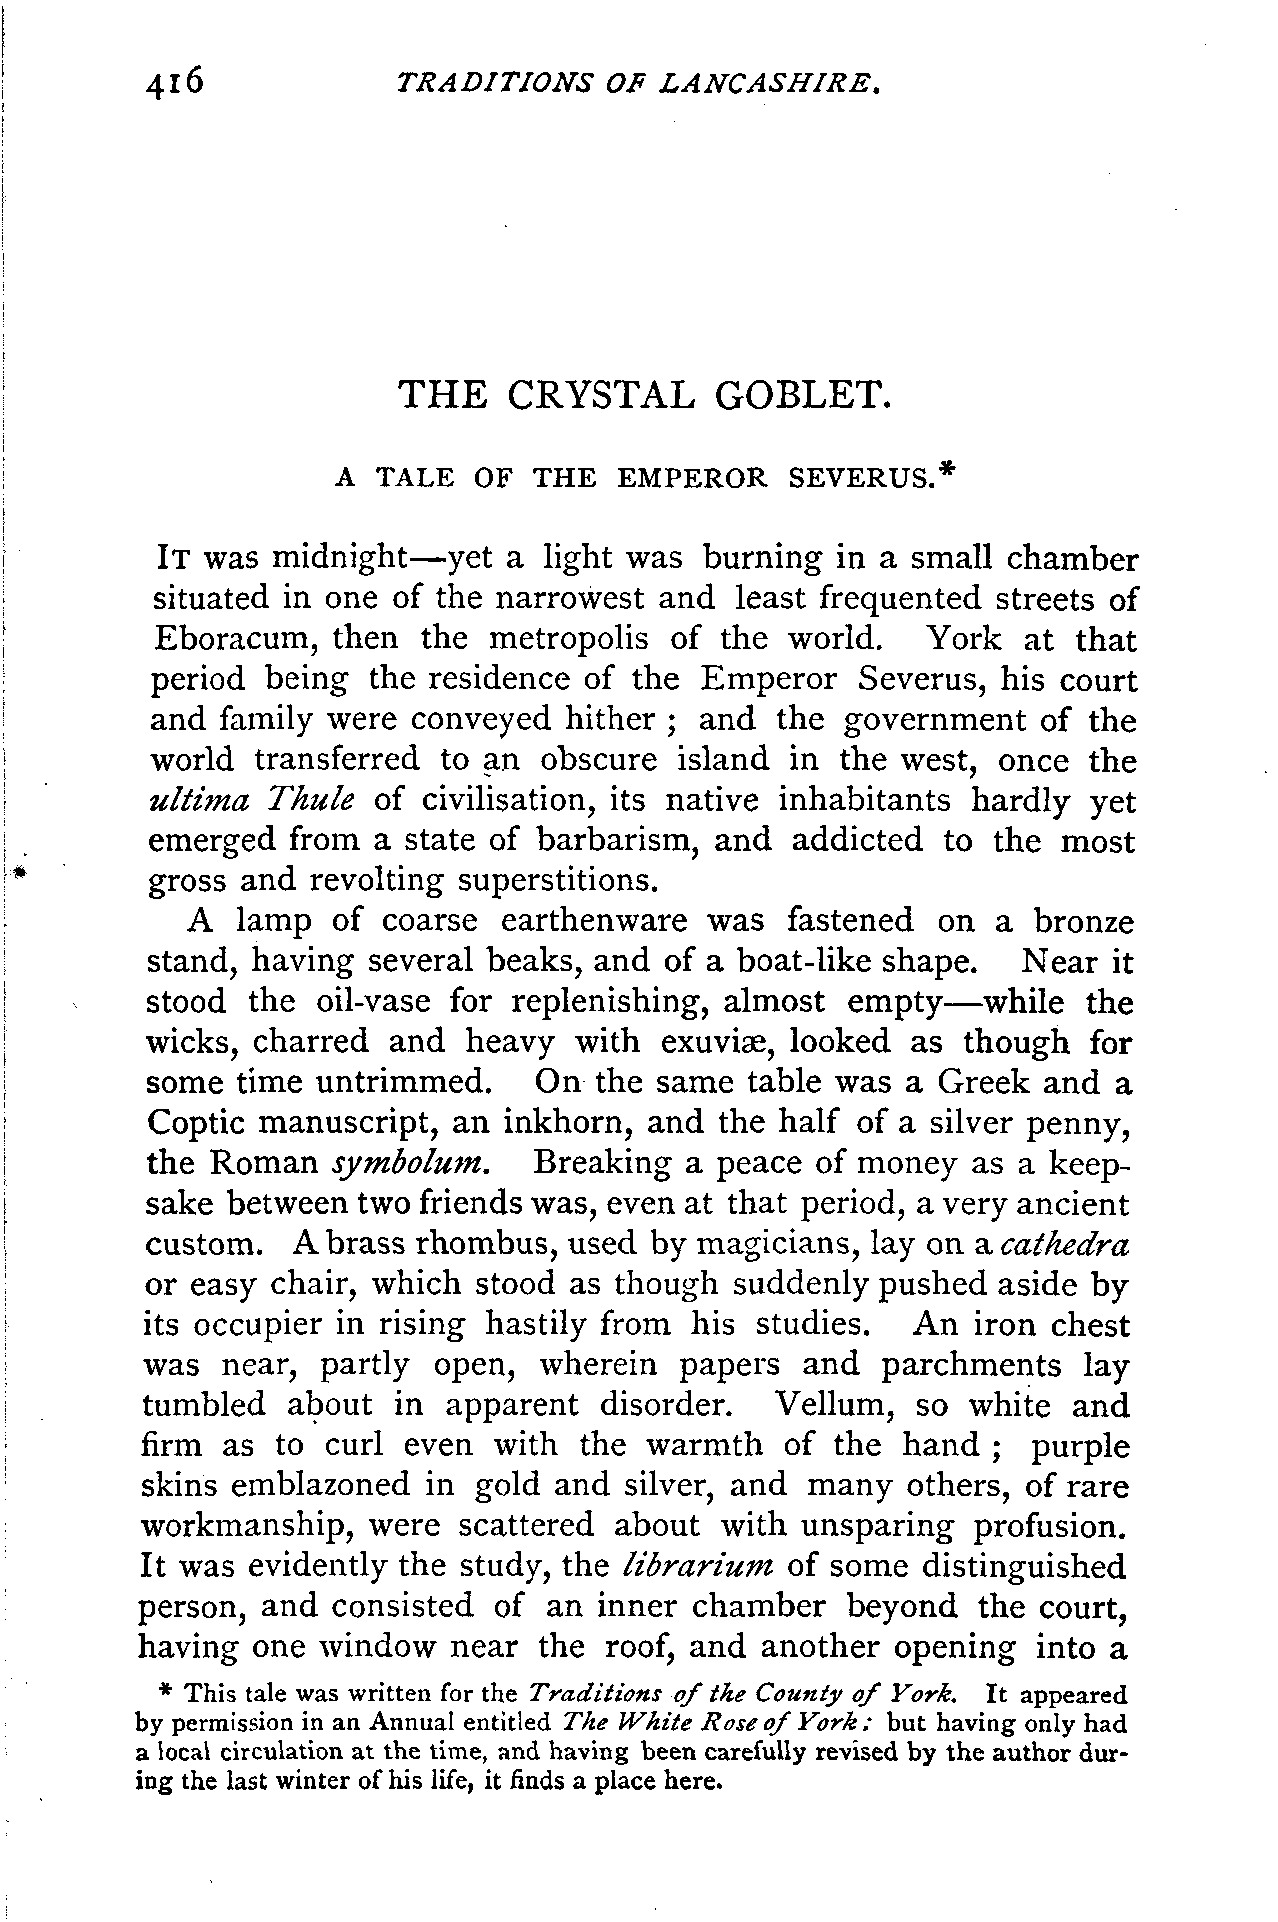 416 TRADITIONS OF LANCASHIRE.
THE CRYSTAL GOBLET.
A TALE OF THE EMPEROR SEVERUS.*
IT was midnight—yet a light was burning in a small chamber
situated in one of the narrowest and least frequented streets of
Eboracum, then the metropolis of the world. York at that
period being the residence of the Emperor Severus, his court
and family were conveyed hither ; and the government of the
world transferred to an obscure island in the west, once the
ultima Thule of civilisation, its native inhabitants hardly yet
emerged from a state of barbarism, and addicted to the most
gross and revolting superstitions.
A lamp of coarse earthenware was fastened on a bronze
stand, having several beaks, and of a boat-like shape. Near it
stood the oil-vase for replenishing, almost empty—while the
wicks, charred and heavy with exuviæ, looked as though for
some time untrimmed. On the same table was a Greek and a
Coptic manuscript, an inkhorn, and the half of a silver penny,
the Roman symbolum. Breaking a peace of money as a keep-
sake between two friends was, even at that period, a very ancient
custom. A brass rhombus, used by magicians, lay on a cathedra
or easy chair, which stood as though suddenly pushed aside by
its occupier in rising hastily from his studies. An iron chest
was near, partly open, wherein papers and parchments lay
tumbled about in apparent disorder. Vellum, so white and
firm as to curl even with the warmth of the hand ; purple
skins emblazoned in gold and silver, and many others, of rare
workmanship, were scattered about with unsparing profusion.
It was evidently the study, the librarium of some distinguished
person, and consisted of an inner chamber beyond the court,
having one window near the roof, and another opening into a
* This tale was written for the Traditions of the County of York. It appeared
by permission in an Annual entitled The White Rose of York: but having only had
a local circulation at the time, and having been carefully revised by the author dur-
ing the last winter of his life, it finds a place here.